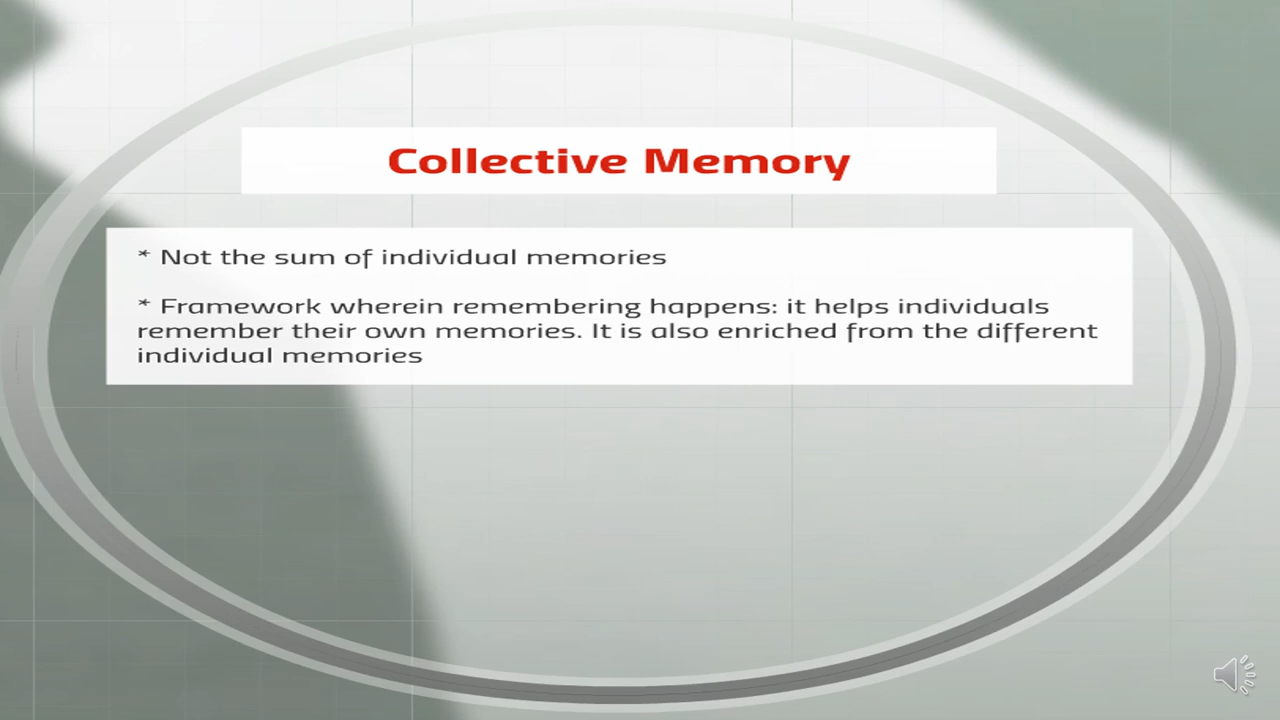 Collective Memory
* Not the sum of individual memories
* Framework wherein remembering happens: it helps individuals
remember their own memories. It is also enriched from the different
individual memories